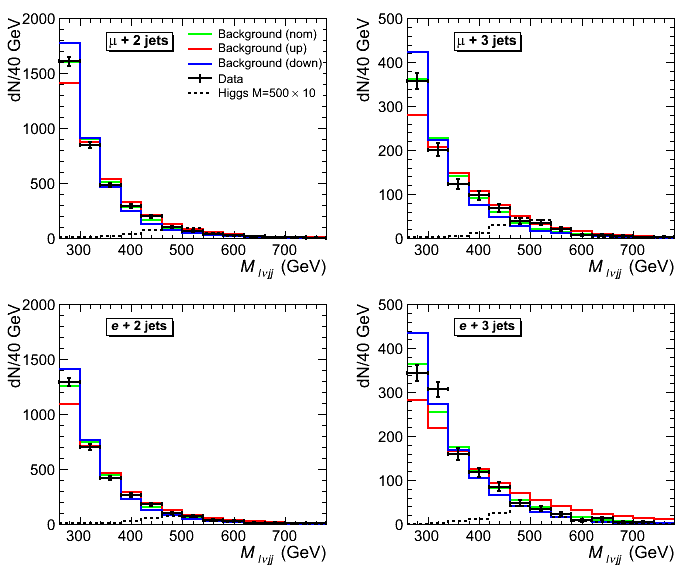 dN/40 GeV
2000
1500
1000
500
0
μ + 2 jets
Background (nom)
Background (up)
Background (down)
Data
Higgs M=500 × 10
300 400 500 600 700
M lνjj (GeV)
dN/40 GeV
500
400
300
200
100
0
μ + 3 jets
300 400 500 600 700
M lνjj (GeV)
dN/40 GeV
2000
1500
1000
500
0
e + 2 jets
300 400 500 600 700
M lνjj (GeV)
dN/40 GeV
500
400
300
200
100
0
e + 3 jets
300 400 500 600 700
M lνjj (GeV)